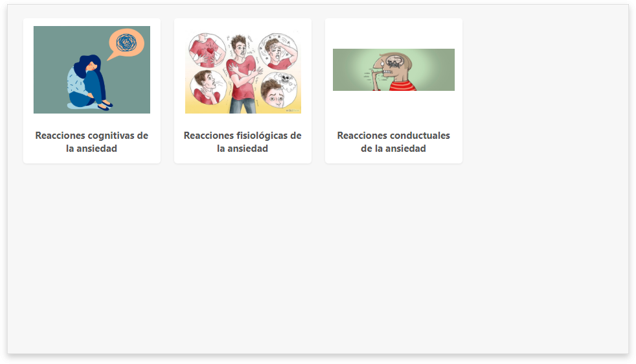 Reacciones cognitivas de
la ansiedad
Reacciones fisiológicas de
la ansiedad
Reacciones conductuales
de la ansiedad